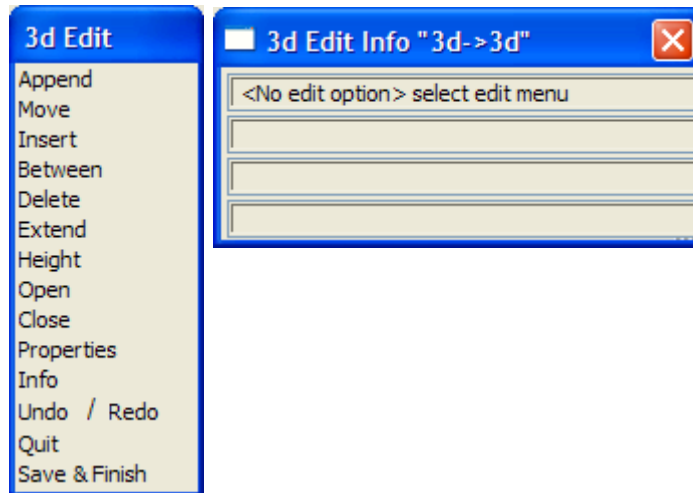 3d Edit
Append
Move
Insert
Between
Delete
Extend
Height
Open
Close
Properties
Info
Undo / Redo
Quit
Save & Finish
3d Edit Info "3d->3d"
<No edit option> select edit menu